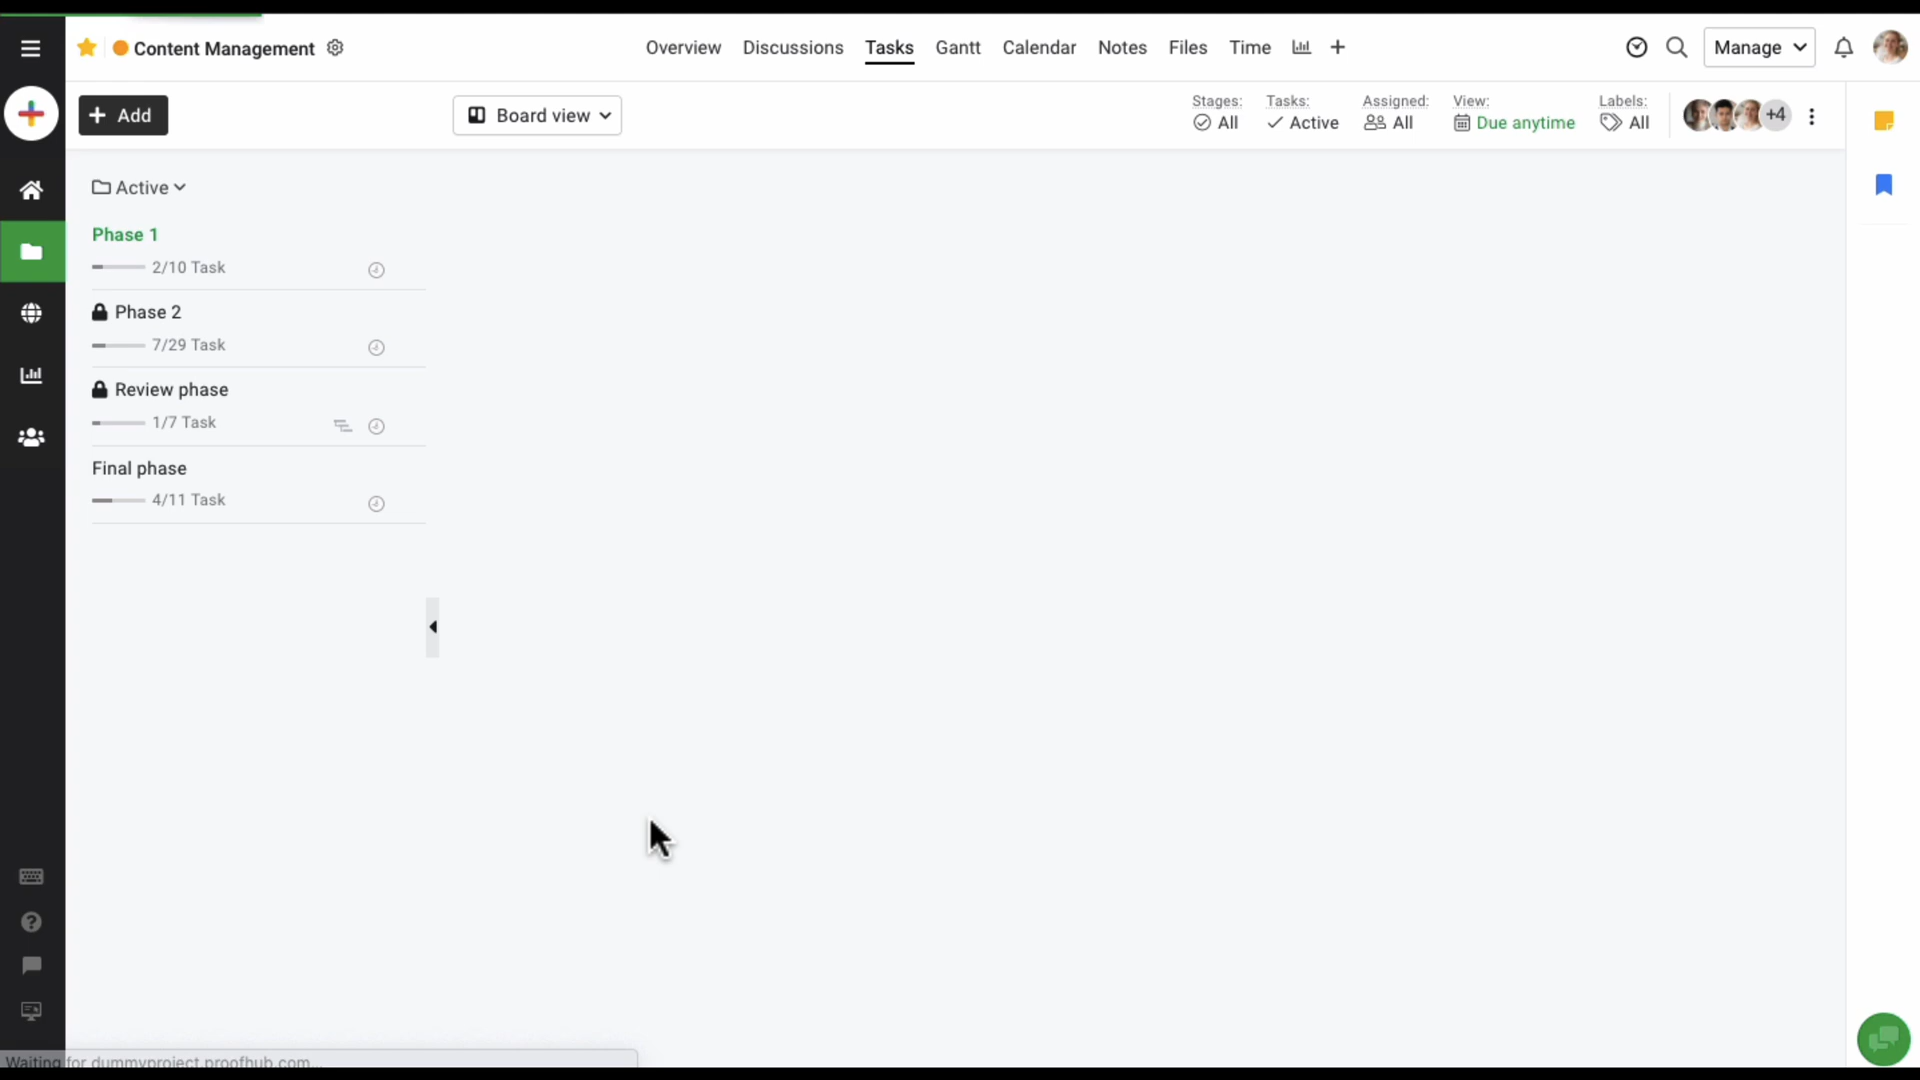 Content Management
Overview Discussions Tasks Gantt Calendar Notes Files Time
Manage
Add
Board view
Stages: Tasks: Assigned: View: Labels:
All Active All Due anytime All
+4
Active
Phase 1
2/10 Task
Phase 2
7/29 Task
Review phase
1/7 Task
Final phase
4/11 Task
Waiting for dummyproject.proofhub.com...